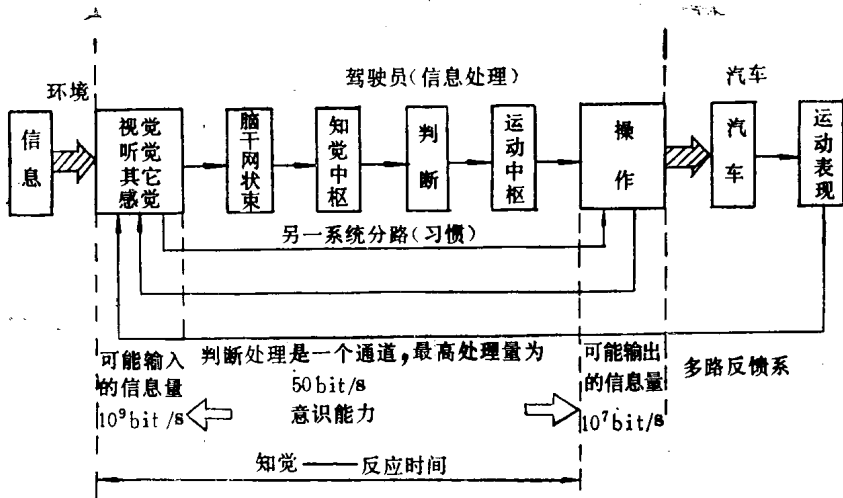 环境
驾驶员(信息处理)
汽车
信息
视觉
听觉
其它
感觉
脑干网状束
知觉中枢
判断
运动中枢
操作
汽车
运动表现
另一系统分路(习惯)
可能输入
的信息量
10⁹bit/s
判断处理是一个通道,最高处理量为
50bit/s
意识能力
可能输出
的信息量
10⁷bit/s
多路反馈系
知觉——反应时间